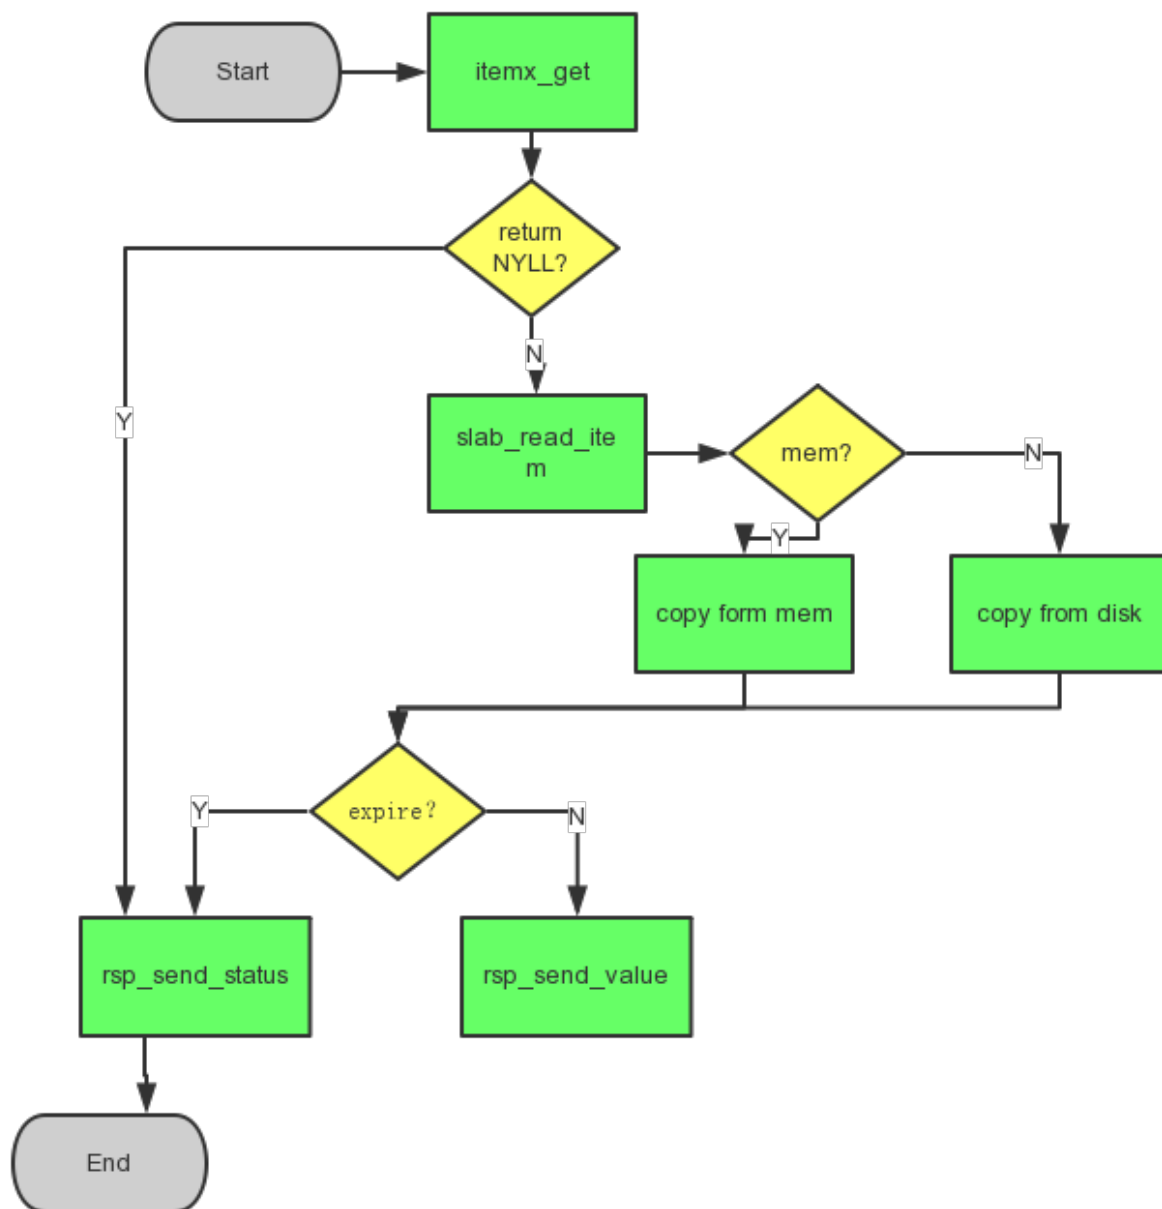 Start
itemx_get
return
NYLL?
N
Y
slab_read_ite
m
mem?
N
Y
copy form mem
copy from disk
expire?
Y
N
rsp_send_status
rsp_send_value
End